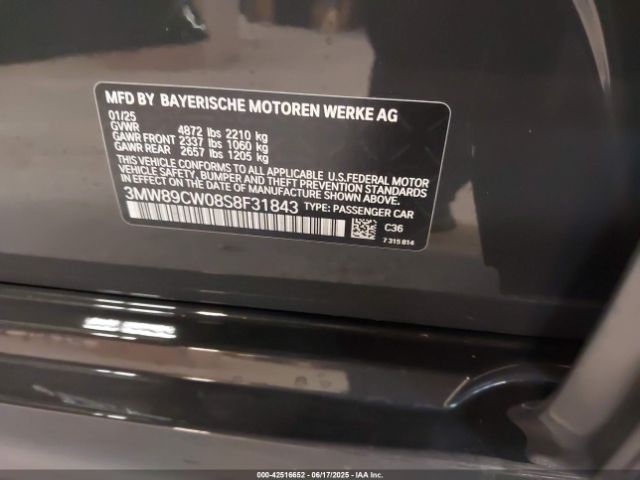 MFD BY BAYERISCHE MOTOREN WERKE AG
01/25
GVWR 4872 lbs 2210 kg
GAWR FRONT 2337 lbs 1060 kg
GAWR REAR 2657 lbs 1205 kg
THIS VEHICLE CONFORMS TO ALL APPLICABLE U.S.FEDERAL MOTOR
VEHICLE SAFETY, BUMPER AND THEFT PREVENTION STANDARDS
IN EFFECT ON THE DATE OF MANUFACTURE SHOWN ABOVE.
3MW89CW08S8F31843 TYPE: PASSENGER CAR
C36
7 315 814
000-42516652 | 06/17/2025 | IAA Inc.